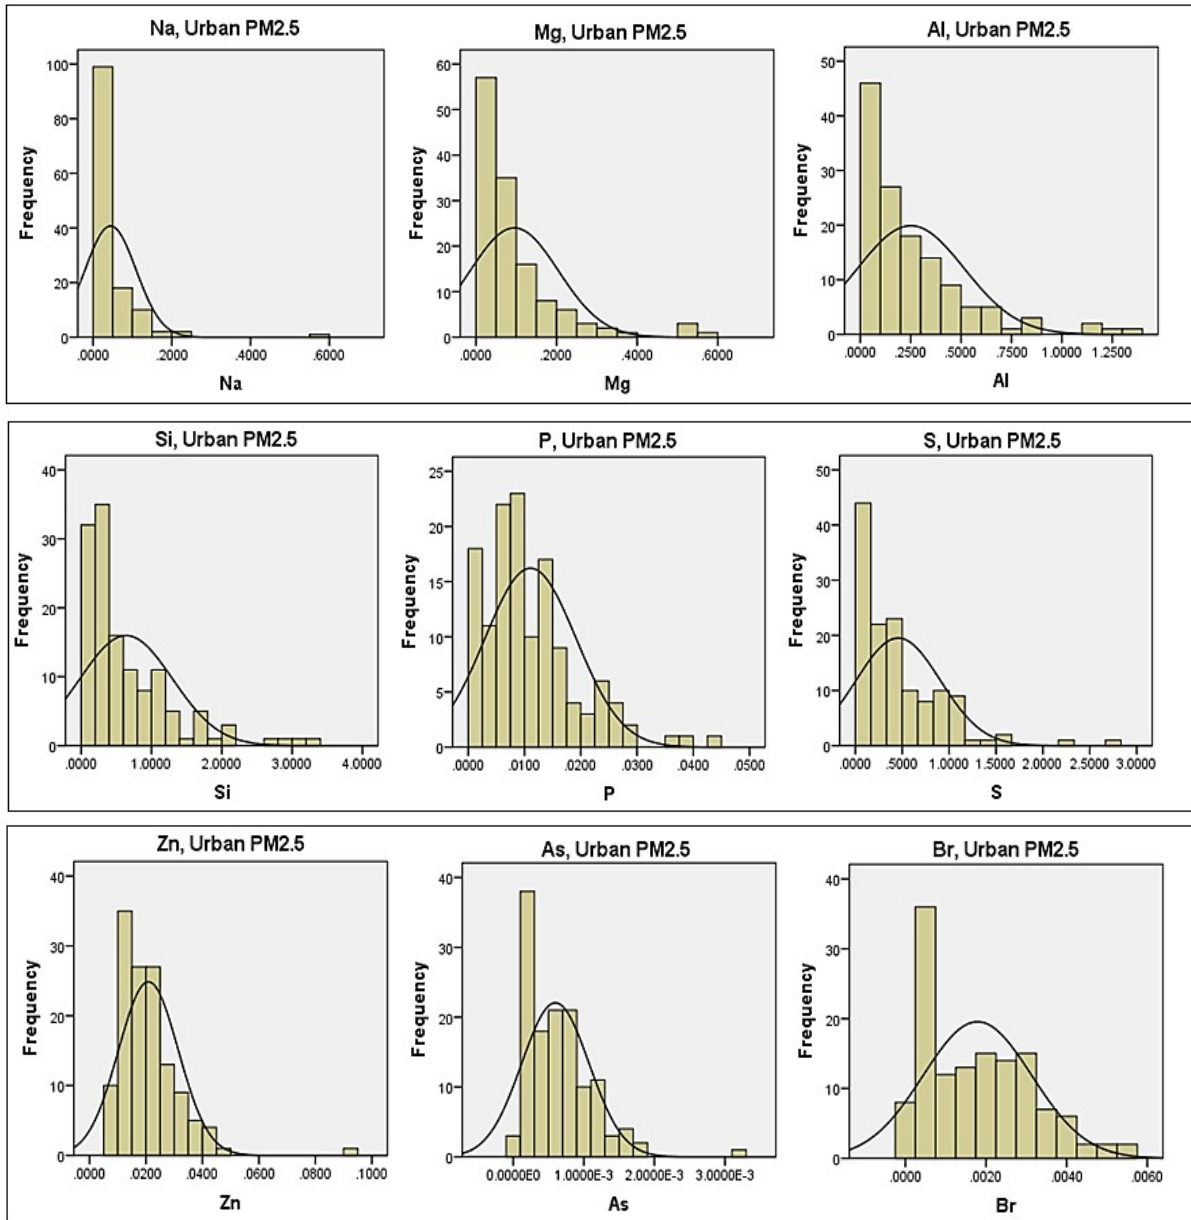 Na, Urban PM2.5
100
80
60
40
20
0
Frequency
.0000 .2000 .4000 .6000
Na
Mg, Urban PM2.5
60
50
40
30
20
10
0
Frequency
.0000 .2000 .4000 .6000
Mg
Al, Urban PM2.5
50
40
30
20
10
0
Frequency
.0000 .2500 .5000 .7500 1.0000 1.2500
Al
Si, Urban PM2.5
40
30
20
10
0
Frequency
.0000 1.0000 2.0000 3.0000 4.0000
Si
P, Urban PM2.5
25
20
15
10
5
0
Frequency
.0000 .0100 .0200 .0300 .0400 .0500
P
S, Urban PM2.5
50
40
30
20
10
0
Frequency
.0000 .5000 1.0000 1.5000 2.0000 2.5000 3.0000
S
Zn, Urban PM2.5
40
30
20
10
0
Frequency
.0000 .0200 .0400 .0600 .0800 .1000
Zn
As, Urban PM2.5
40
30
20
10
0
Frequency
0.0000E0 1.0000E-3 2.0000E-3 3.0000E-3
As
Br, Urban PM2.5
40
30
20
10
0
Frequency
.0000 .0020 .0040 .0060
Br